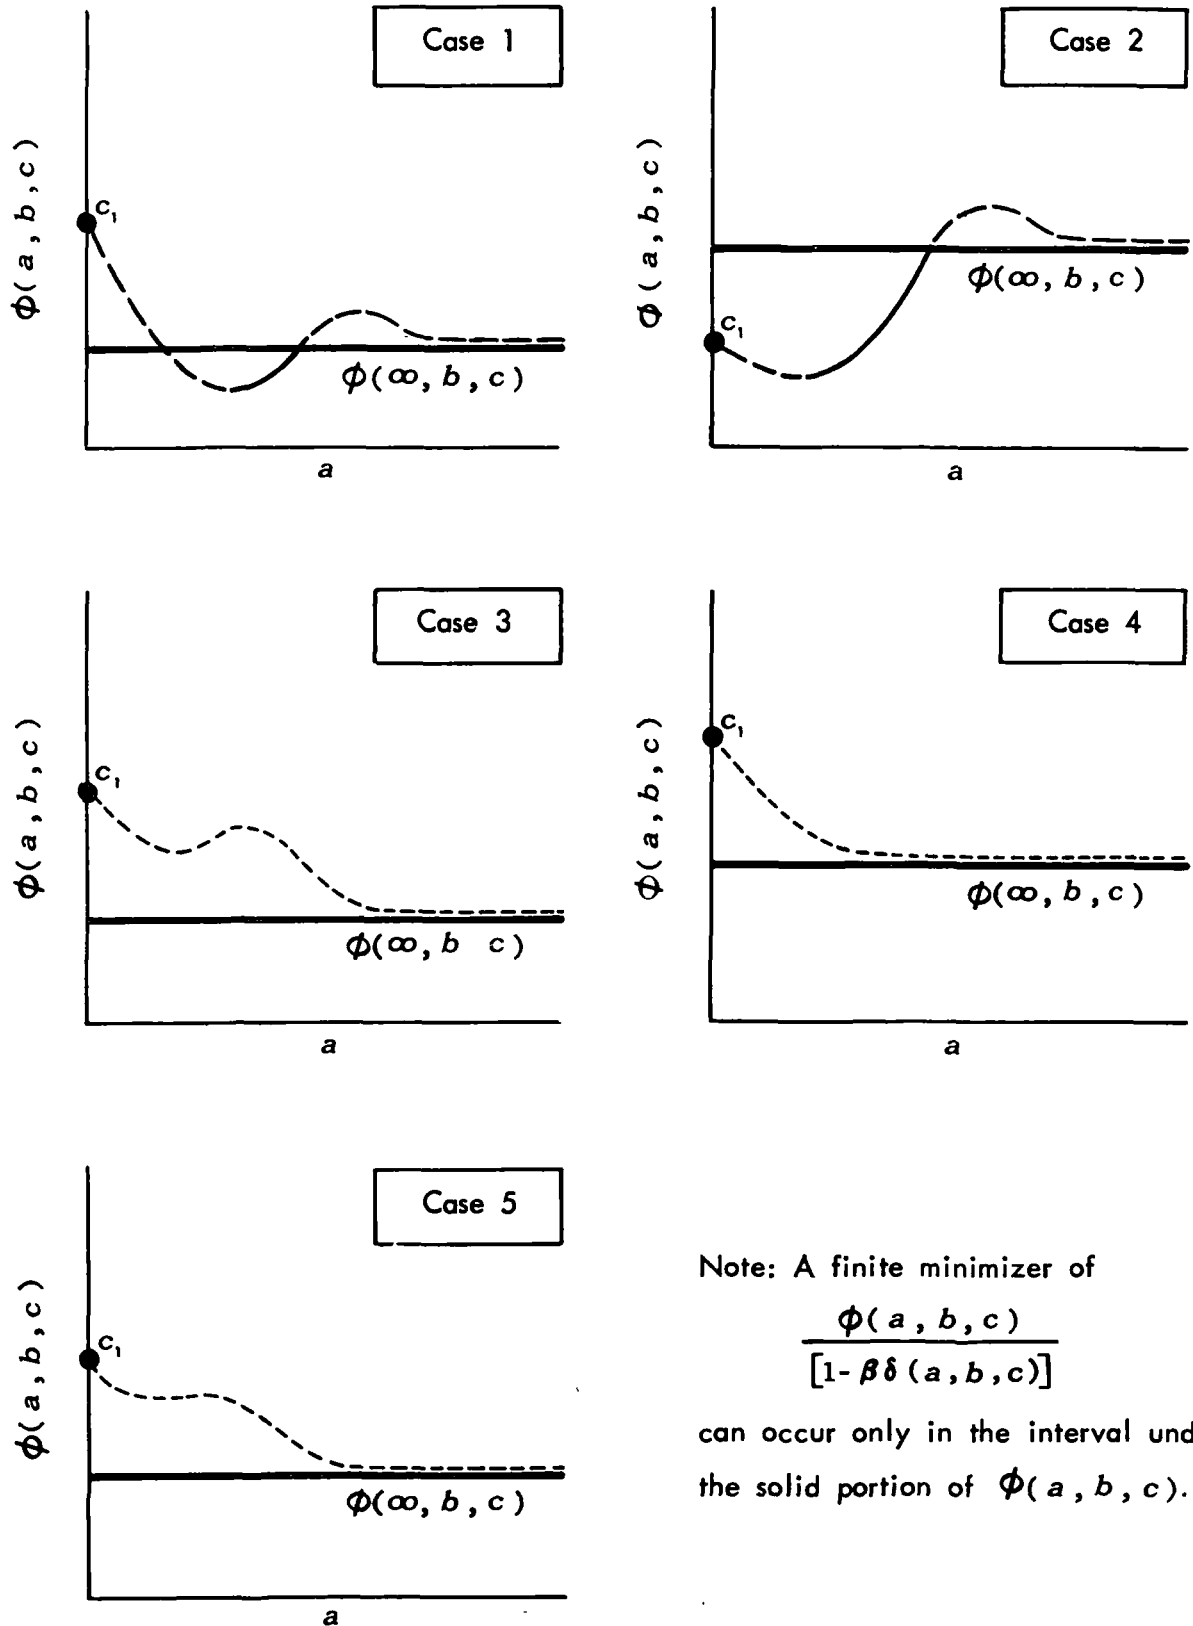 Case 1
ϕ(a,b,c)
c₁
ϕ(∞,b,c)
a
Case 2
ϕ(a,b,c)
c₁
ϕ(∞,b,c)
a
Case 3
ϕ(a,b,c)
c₁
ϕ(∞,b c)
a
Case 4
ϕ(a,b,c)
c₁
ϕ(∞,b,c)
a
Case 5
ϕ(a,b,c)
c₁
ϕ(∞,b,c)
a
Note: A finite minimizer of
ϕ(a,b,c)
[1-βδ(a,b,c)]
can occur only in the interval und
the solid portion of ϕ(a,b,c).